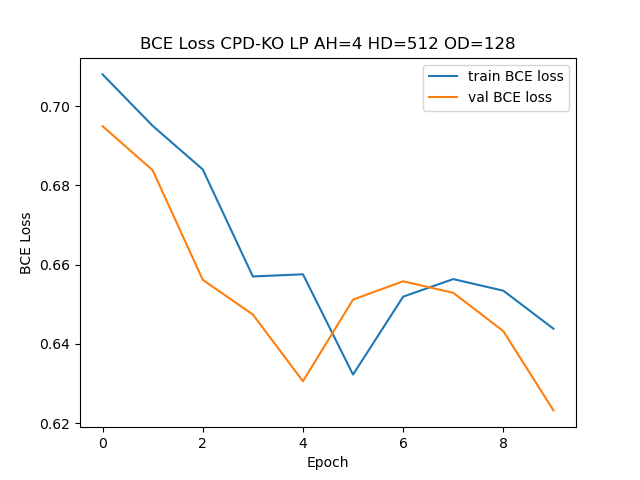 BCE Loss CPD-KO LP AH=4 HD=512 OD=128
train BCE loss
val BCE loss
0.70
0.68
0.66
0.64
0.62
BCE Loss
0 2 4 6 8
Epoch